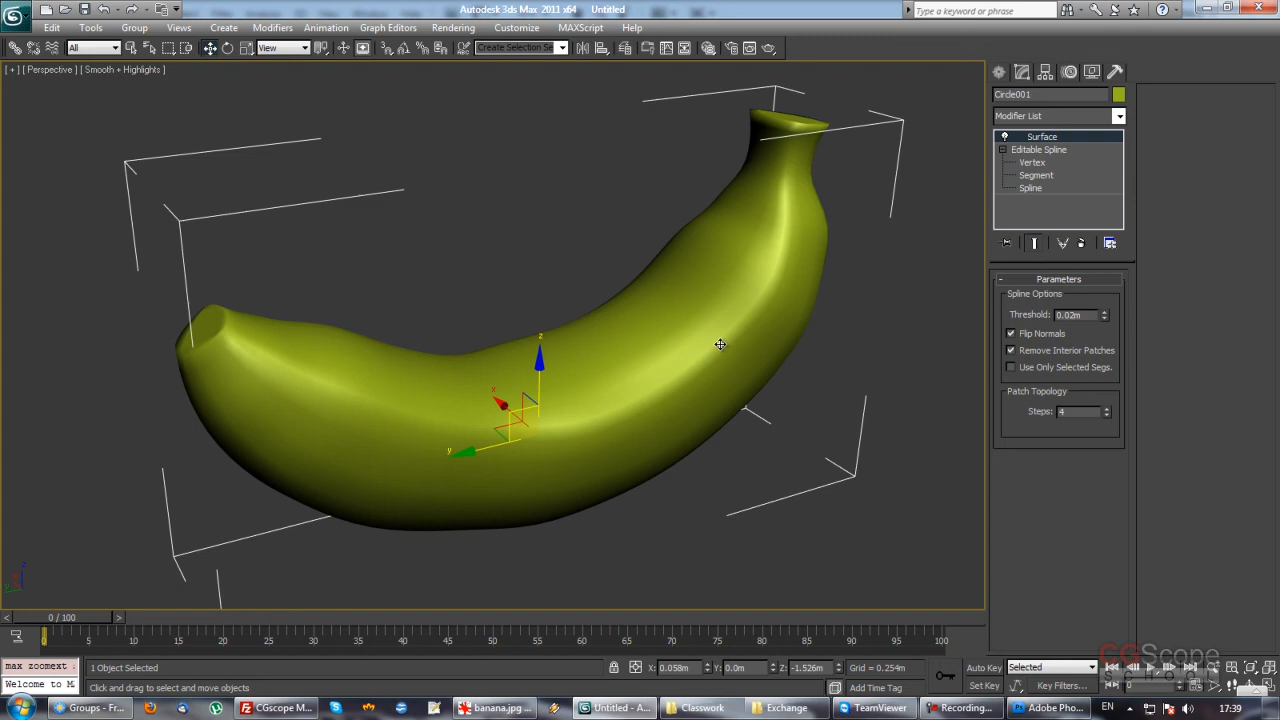 Autodesk 3ds Max 2011 x64 Untitled
Type a keyword or phrase
Edit Tools Group Views Create Modifiers Animation Graph Editors Rendering Customize MAXScript Help
All View Create Selection Se
[ + ] [ Perspective ] [ Smooth + Highlights ]
Circle001
Modifier List
Surface
Editable Spline
Vertex
Segment
Spline
- Parameters
Spline Options
Threshold: 0.02m
Flip Normals
Remove Interior Patches
Use Only Selected Segs.
Patch Topology
Steps: 4
z
x
y
z
y
< 0 / 100 >
0 5 10 15 20 25 30 35 40 45 50 55 60 65 70 75 80 85 90 95 100
CGScope
school
max zoomext
1 Object Selected X: 0.058m Y: 0.0m Z: -1.526m Grid = 0.254m Auto Key Selected
Welcome to M
Click and drag to select and move objects Add Time Tag Set Key Key Filters... 0
Groups - Fr... CGscope M... banana.jpg ... Untitled - A... Classwork Exchange TeamViewer Recording... Adobe Phot... EN 17:39